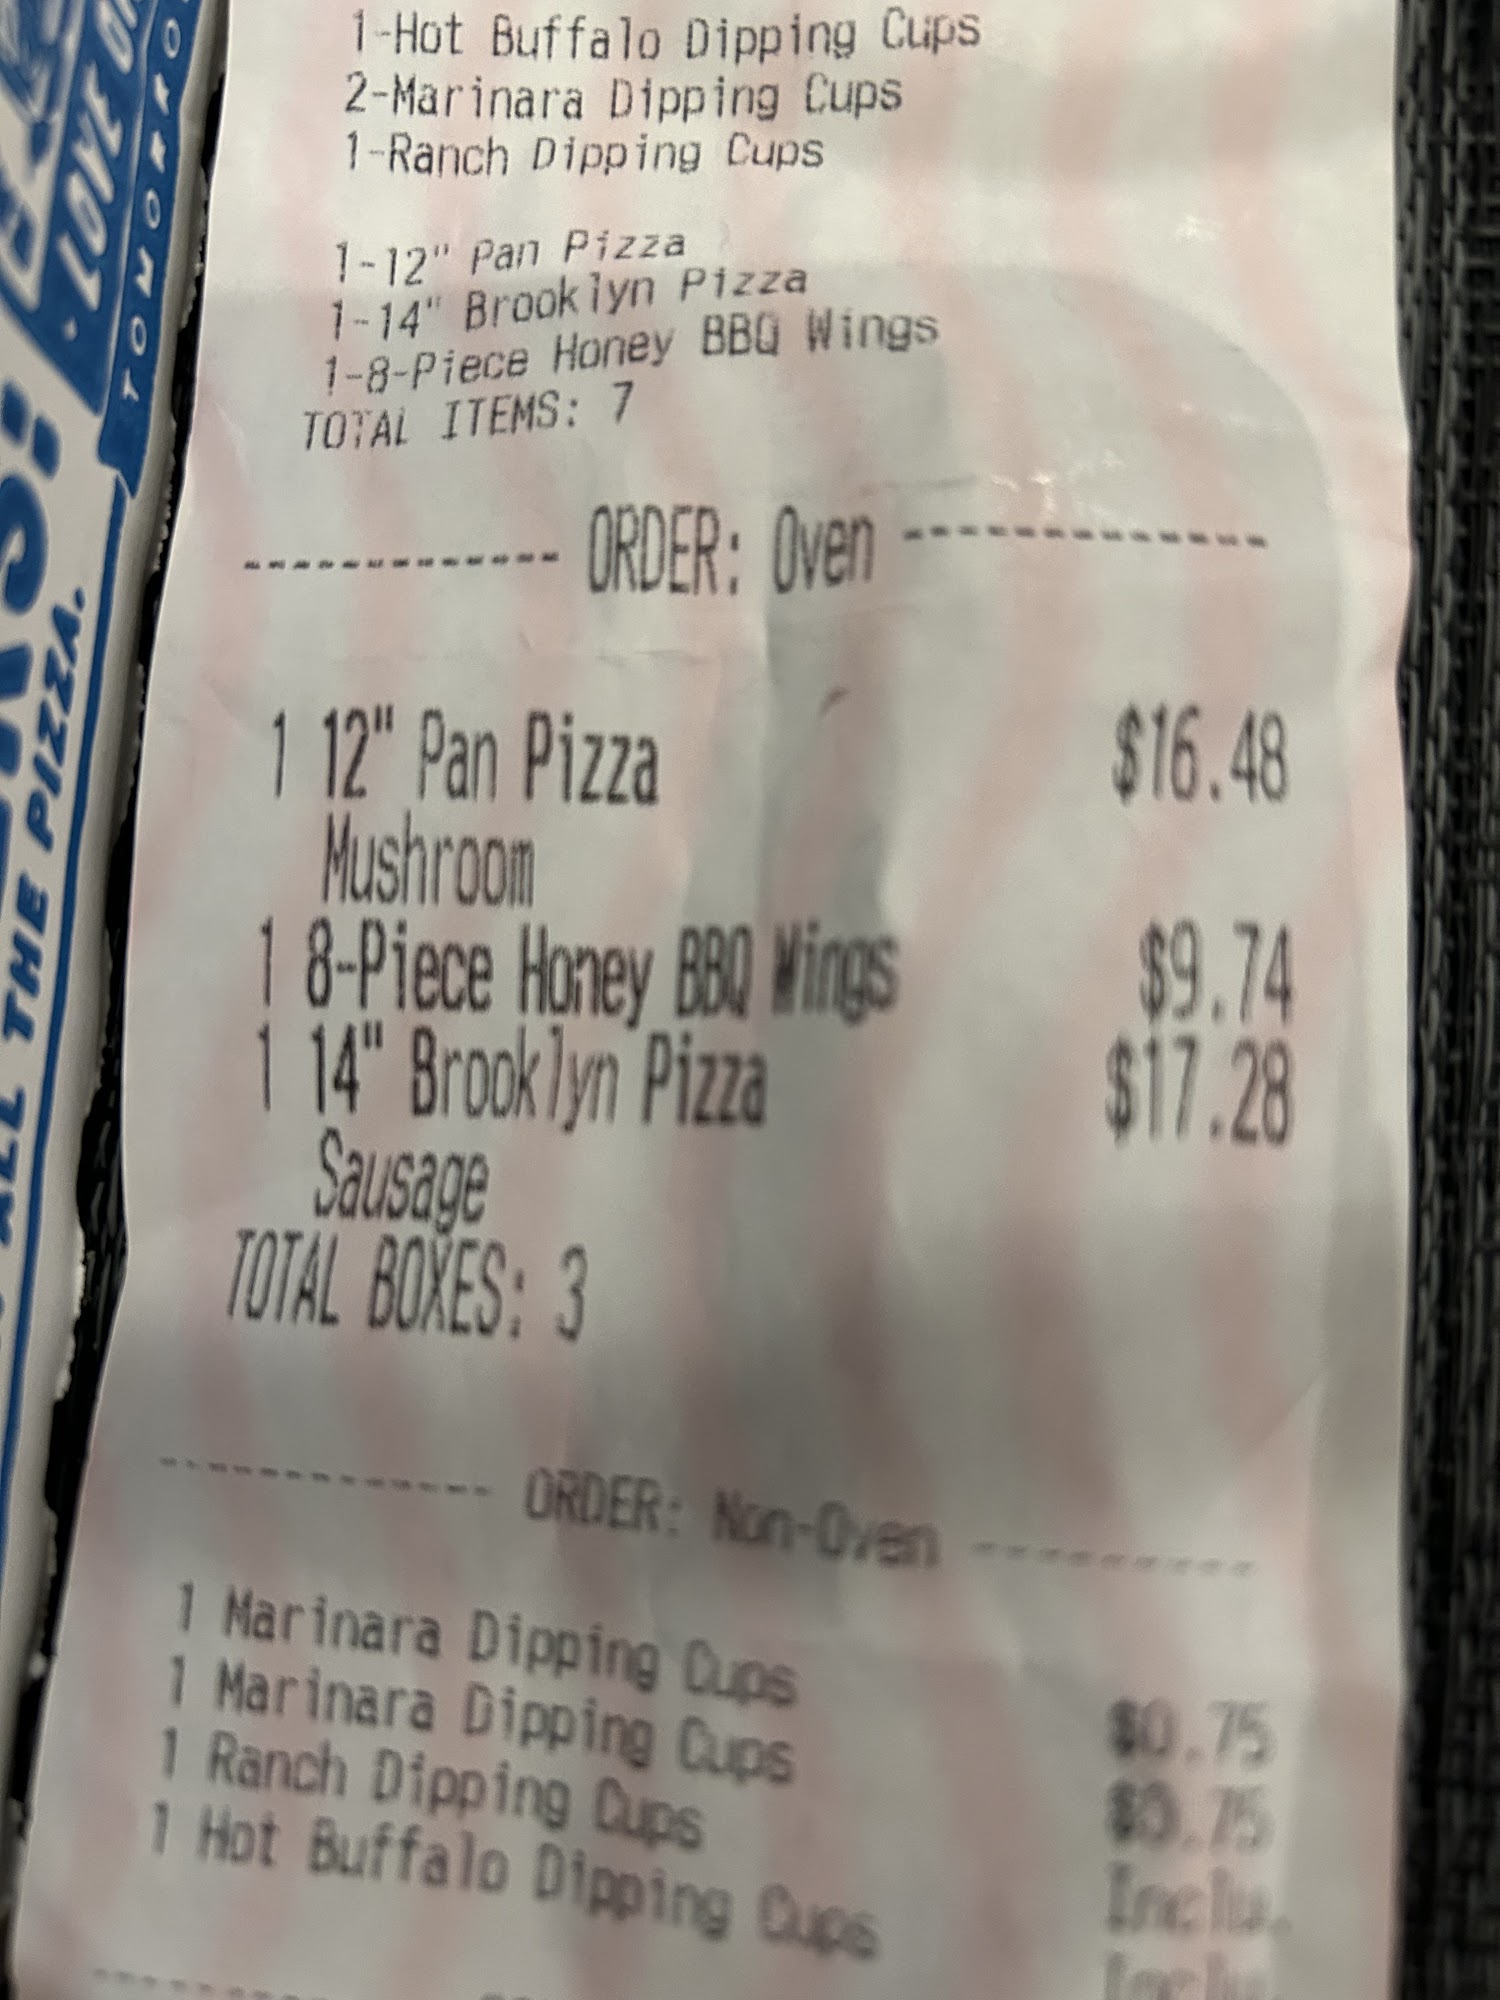 1-Hot Buffalo Dipping Cups
2-Marinara Dipping Cups
1-Ranch Dipping Cups
1-12" Pan Pizza
1-14" Brooklyn Pizza
1-8-Piece Honey BBQ Wings
TOTAL ITEMS: 7
------------- ORDER: Oven -------------
1 12" Pan Pizza $16.48
Mushroom
1 8-Piece Honey BBQ Wings $9.74
1 14" Brooklyn Pizza $17.28
Sausage
TOTAL BOXES: 3
------------- ORDER: Non-Oven -----------
1 Marinara Dipping Cups $0.75
1 Marinara Dipping Cups $0.75
1 Ranch Dipping Cups Inclu.
1 Hot Buffalo Dipping Cups Inclu.
LOVE
TOMORROW
ALL THE PIZZA.